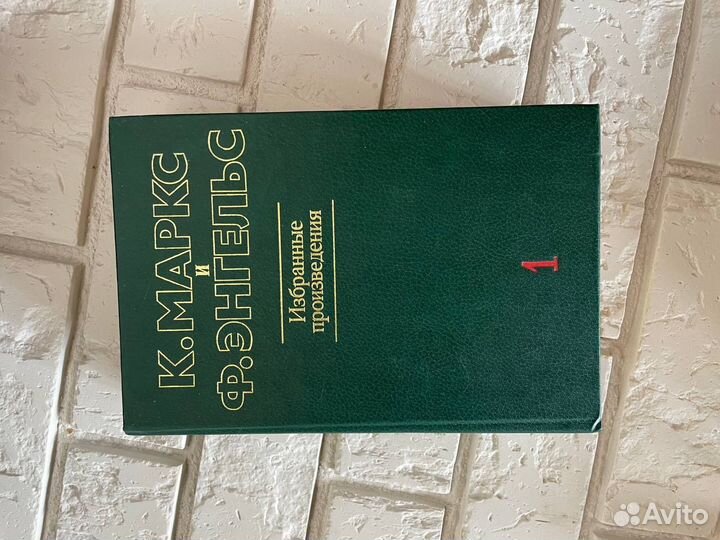 К. МАРКС
И
Ф. ЭНГЕЛЬС
Избранные
произведения
1
Avito